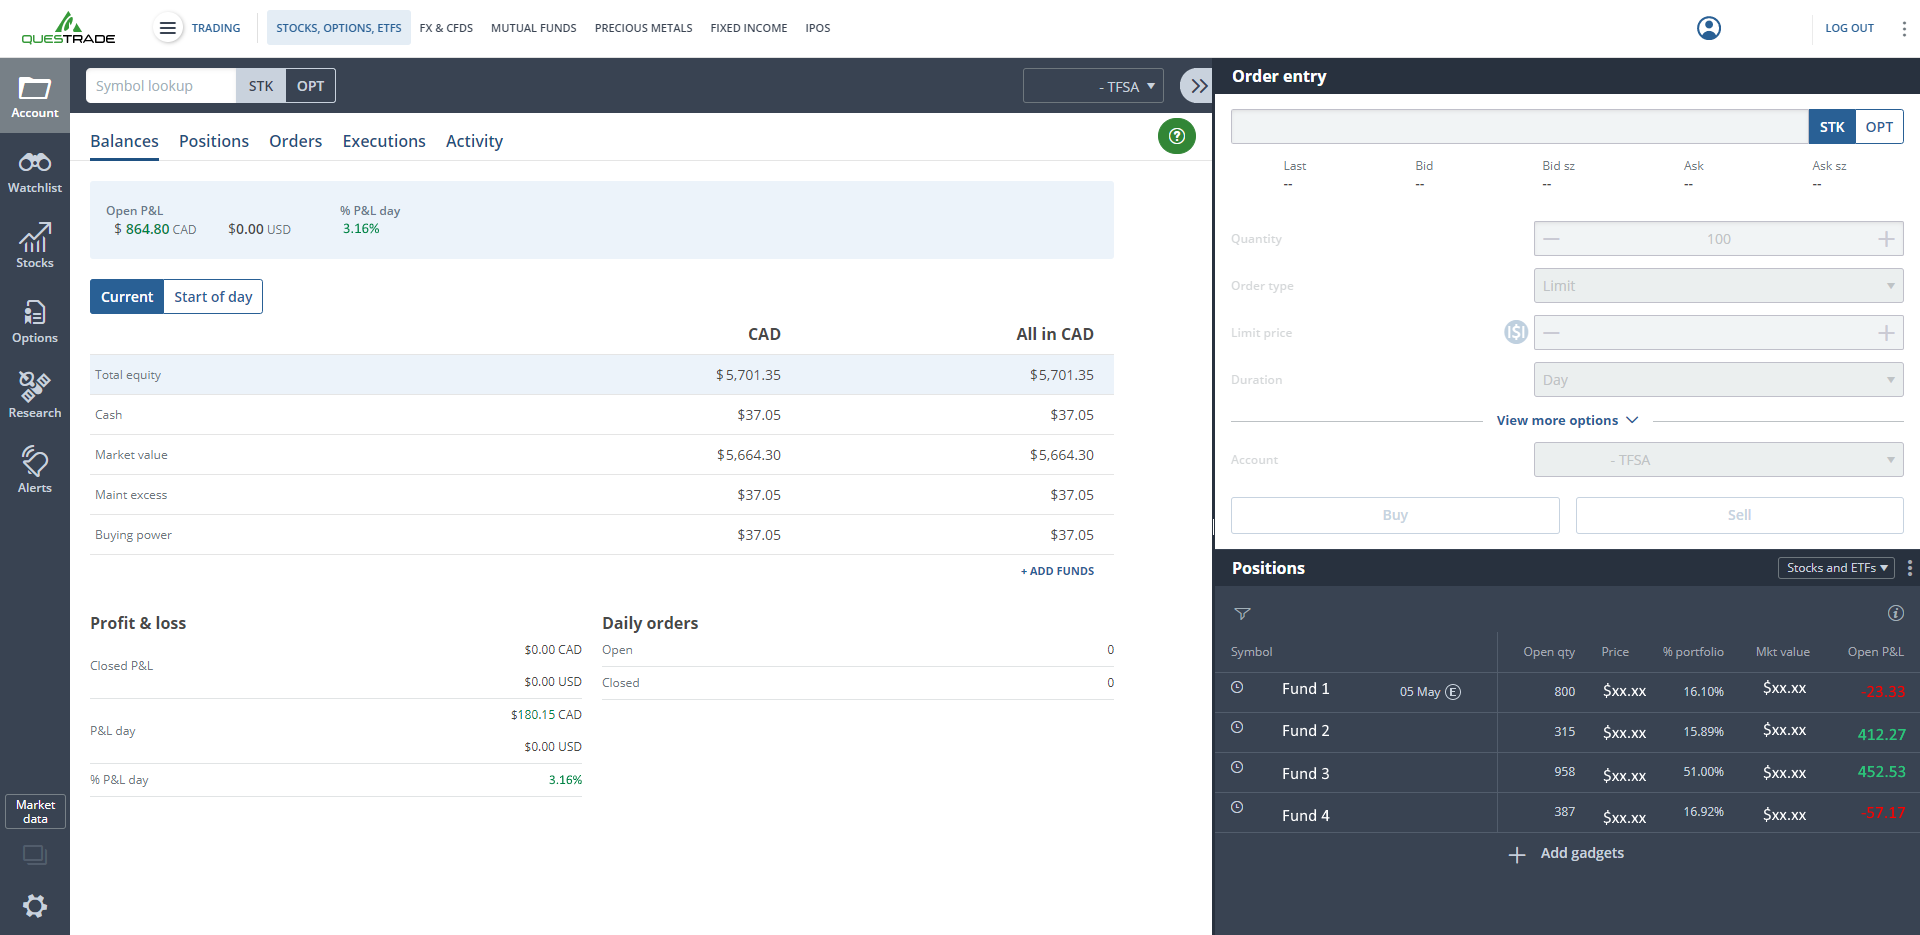 QUESTRADE
TRADING
STOCKS, OPTIONS, ETFS
FX & CFDS
MUTUAL FUNDS
PRECIOUS METALS
FIXED INCOME
IPOS
LOG OUT
Account
Watchlist
Stocks
Options
Research
Alerts
Market
data
Symbol lookup STK OPT
- TFSA
Balances Positions Orders Executions Activity
?
Open P&L % P&L day
$ 864.80 CAD $0.00 USD 3.16%
Current Start of day
CAD All in CAD
Total equity $5,701.35 $5,701.35
Cash $37.05 $37.05
Market value $5,664.30 $5,664.30
Maint excess $37.05 $37.05
Buying power $37.05 $37.05
+ ADD FUNDS
Profit & loss
$0.00 CAD
Closed P&L
$0.00 USD
$180.15 CAD
P&L day
$0.00 USD
% P&L day 3.16%
Daily orders
Open 0
Closed 0
Order entry
STK OPT
Last Bid Bid sz Ask Ask sz
-- -- -- -- --
Quantity 100
Order type Limit
Limit price $
Duration Day
View more options
Account - TFSA
Buy Sell
Positions Stocks and ETFs
i
Symbol Open qty Price % portfolio Mkt value Open P&L
Fund 1 05 May E 800 $xx.xx 16.10% $xx.xx -23.33
Fund 2 315 $xx.xx 15.89% $xx.xx 412.27
Fund 3 958 $xx.xx 51.00% $xx.xx 452.53
Fund 4 387 $xx.xx 16.92% $xx.xx -57.17
+ Add gadgets